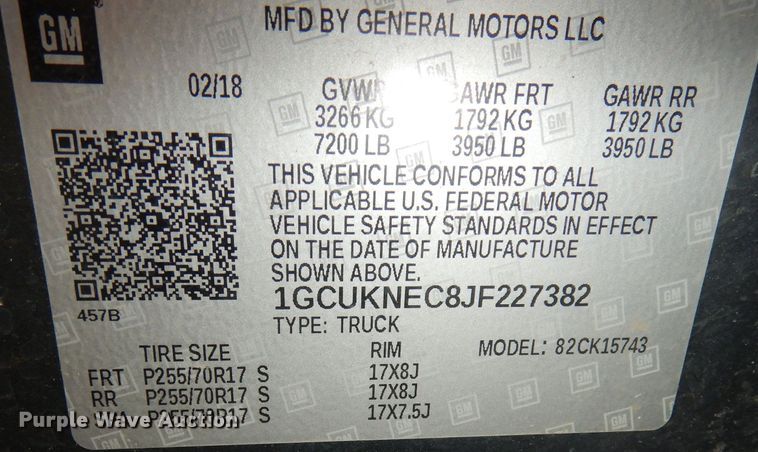 GM
MFD BY GENERAL MOTORS LLC
02/18 GVWR GAWR FRT GAWR RR
3266 KG 1792 KG 1792 KG
7200 LB 3950 LB 3950 LB
THIS VEHICLE CONFORMS TO ALL
APPLICABLE U.S. FEDERAL MOTOR
VEHICLE SAFETY STANDARDS IN EFFECT
ON THE DATE OF MANUFACTURE
SHOWN ABOVE.
457B
1GCUKNEC8JF227382
TYPE: TRUCK
TIRE SIZE RIM MODEL: 82CK15743
FRT P255/70R17 S 17X8J
RR P255/70R17 S 17X8J
SPA P255/70R17 S 17X7.5J
Purple Wave Auction